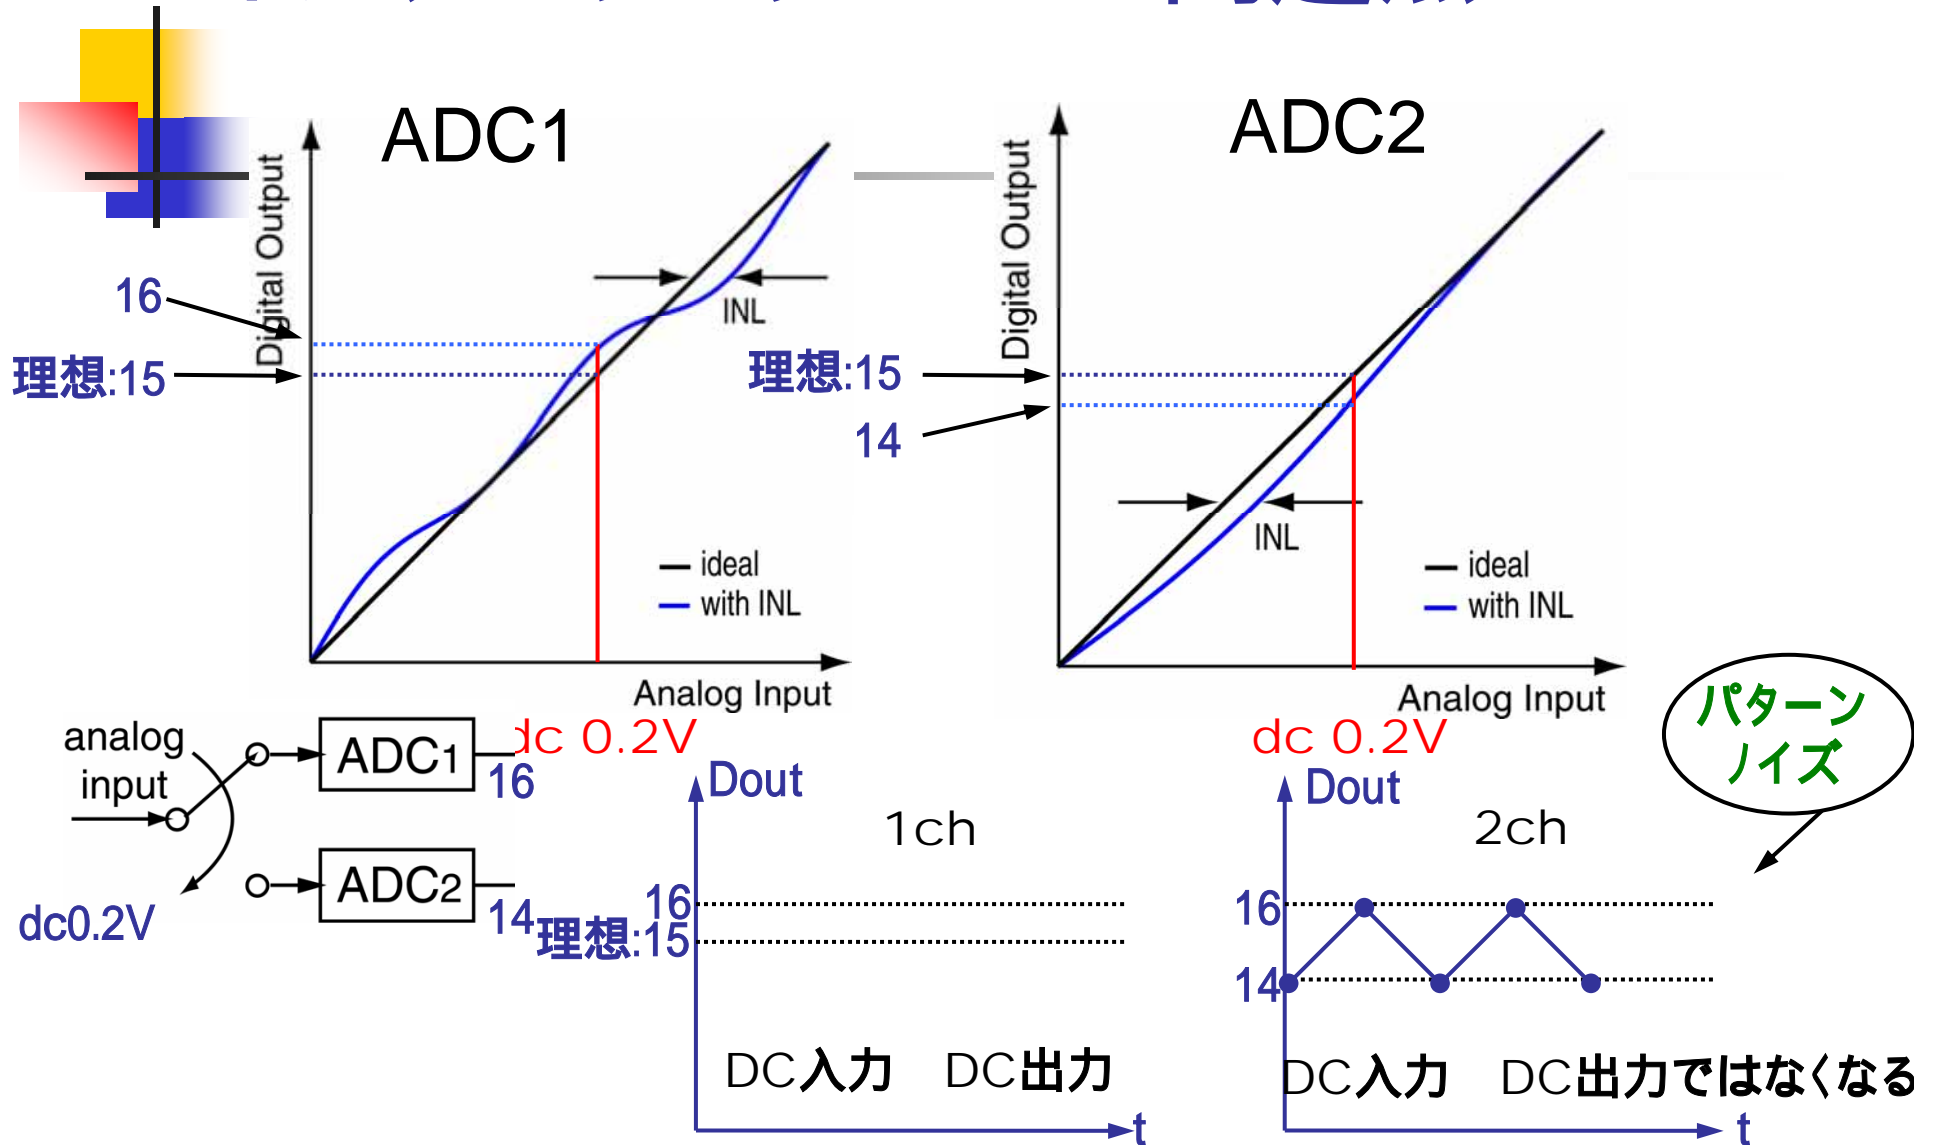 ADC1
ADC2
Digital Output
Digital Output
16
理想:15
INL
理想:15
14
INL
ideal
with INL
ideal
with INL
Analog Input
Analog Input
dc 0.2V
dc 0.2V
パターン
ノイズ
analog
input
ADC1
16
ADC2
14
dc0.2V
Dout
1ch
16
理想:15
DC入力 DC出力
t
Dout
2ch
16
14
DC入力 DC出力ではなくなる
t